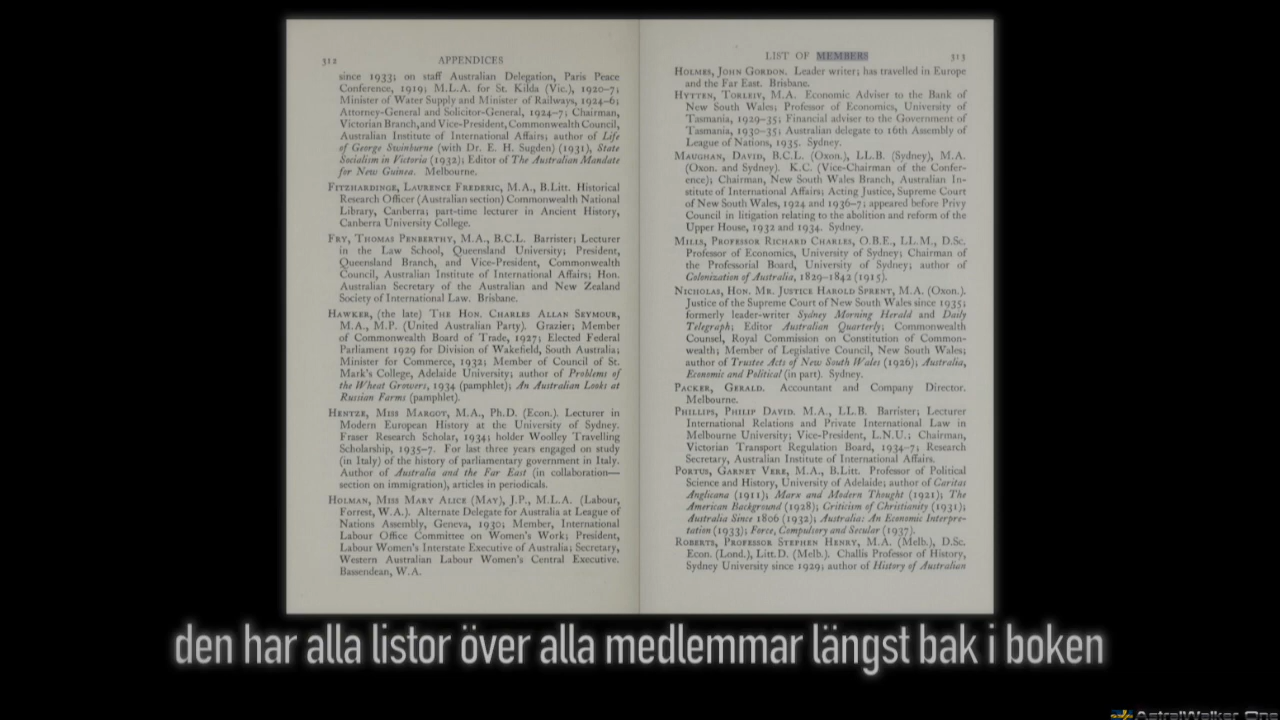 312 APPENDICES
since 1933; on staff Australian Delegation, Paris Peace
Conference, 1919; M.L.A. for St. Kilda (Vic.), 1920–7;
Minister of Water Supply and Minister of Railways, 1924–6;
Attorney-General and Solicitor-General, 1924–7; Chairman,
Victorian Branch, and Vice-President, Commonwealth Council,
Australian Institute of International Affairs; author of Life
of George Swinburne (with Dr. E. H. Sugden) (1931), State
Socialism in Victoria (1932); Editor of The Australian Mandate
for New Guinea. Melbourne.
FITZHARDINGE, LAURENCE FREDERIC, M.A., B.Litt. Historical
Research Officer (Australian section) Commonwealth National
Library, Canberra; part-time lecturer in Ancient History,
Canberra University College.
FRY, THOMAS PENBERTHY, M.A., B.C.L. Barrister; Lecturer
in the Law School, Queensland University; President,
Queensland Branch, and Vice-President, Commonwealth
Council, Australian Institute of International Affairs; Hon.
Australian Secretary of the Australian and New Zealand
Society of International Law. Brisbane.
HAWKER, (the late) THE HON. CHARLES ALLAN SEYMOUR,
M.A., M.P. (United Australian Party). Grazier; Member
of Commonwealth Board of Trade, 1927; Elected Federal
Parliament 1929 for Division of Wakefield, South Australia;
Minister for Commerce, 1932; Member of Council of St.
Mark's College, Adelaide University; author of Problems of
the Wheat Growers, 1934 (pamphlet); An Australian Looks at
Russian Farms (pamphlet).
HENTZE, MISS MARGOT, M.A., Ph.D. (Econ.). Lecturer in
Modern European History at the University of Sydney.
Fraser Research Scholar, 1934; holder Woolley Travelling
Scholarship, 1935–7. For last three years engaged on study
(in Italy) of the history of parliamentary government in Italy.
Author of Australia and the Far East (in collaboration—
section on immigration), articles in periodicals.
HOLMAN, MISS MARY ALICE (MAY), J.P., M.L.A. (Labour,
Forrest, W.A.). Alternate Delegate for Australia at League of
Nations Assembly, Geneva, 1930; Member, International
Labour Office Committee on Women's Work; President,
Labour Women's Interstate Executive of Australia; Secretary,
Western Australian Labour Women's Central Executive.
Bassendean, W.A.
LIST OF MEMBERS 313
HOLMES, JOHN GORDON. Leader writer; has travelled in Europe
and the Far East. Brisbane.
HYTTEN, TORLEIV, M.A. Economic Adviser to the Bank of
New South Wales; Professor of Economics, University of
Tasmania, 1929–35; Financial adviser to the Government of
Tasmania, 1930–35; Australian delegate to 16th Assembly of
League of Nations, 1935. Sydney.
MAUGHAN, DAVID, B.C.L. (Oxon.), LL.B. (Sydney), M.A.
(Oxon. and Sydney). K.C. (Vice-Chairman of the Confer-
ence); Chairman, New South Wales Branch, Australian In-
stitute of International Affairs; Acting Justice, Supreme Court
of New South Wales, 1924 and 1936–7; appeared before Privy
Council in litigation relating to the abolition and reform of the
Upper House, 1932 and 1934. Sydney.
MILLS, PROFESSOR RICHARD CHARLES, O.B.E., LL.M., D.Sc.
Professor of Economics, University of Sydney; Chairman of
the Professorial Board, University of Sydney; author of
Colonization of Australia, 1829–1842 (1915).
NICHOLAS, HON. MR. JUSTICE HAROLD SPRENT, M.A. (Oxon.).
Justice of the Supreme Court of New South Wales since 1935;
formerly leader-writer Sydney Morning Herald and Daily
Telegraph; Editor Australian Quarterly; Commonwealth
Counsel, Royal Commission on Constitution of Common-
wealth; Member of Legislative Council, New South Wales;
author of Trustee Acts of New South Wales (1926); Australia,
Economic and Political (in part). Sydney.
PACKER, GERALD. Accountant and Company Director.
Melbourne.
PHILLIPS, PHILIP DAVID. M.A., LL.B. Barrister; Lecturer
International Relations and Private International Law in
Melbourne University; Vice-President, L.N.U.; Chairman,
Victorian Transport Regulation Board, 1934–7; Research
Secretary, Australian Institute of International Affairs.
PORTUS, GARNET VERE, M.A., B.Litt. Professor of Political
Science and History, University of Adelaide; author of Caritas
Anglicana (1911); Marx and Modern Thought (1921); The
American Background (1928); Criticism of Christianity (1931);
Australia Since 1806 (1932); Australia: An Economic Interpre-
tation (1933); Force, Compulsory and Secular (1937).
ROBERTS, PROFESSOR STEPHEN HENRY, M.A. (Melb.), D.Sc.
Econ. (Lond.), Litt.D. (Melb.). Challis Professor of History,
Sydney University since 1929; author of History of Australian
den har alla listor över alla medlemmar längst bak i boken
AstralWalker One